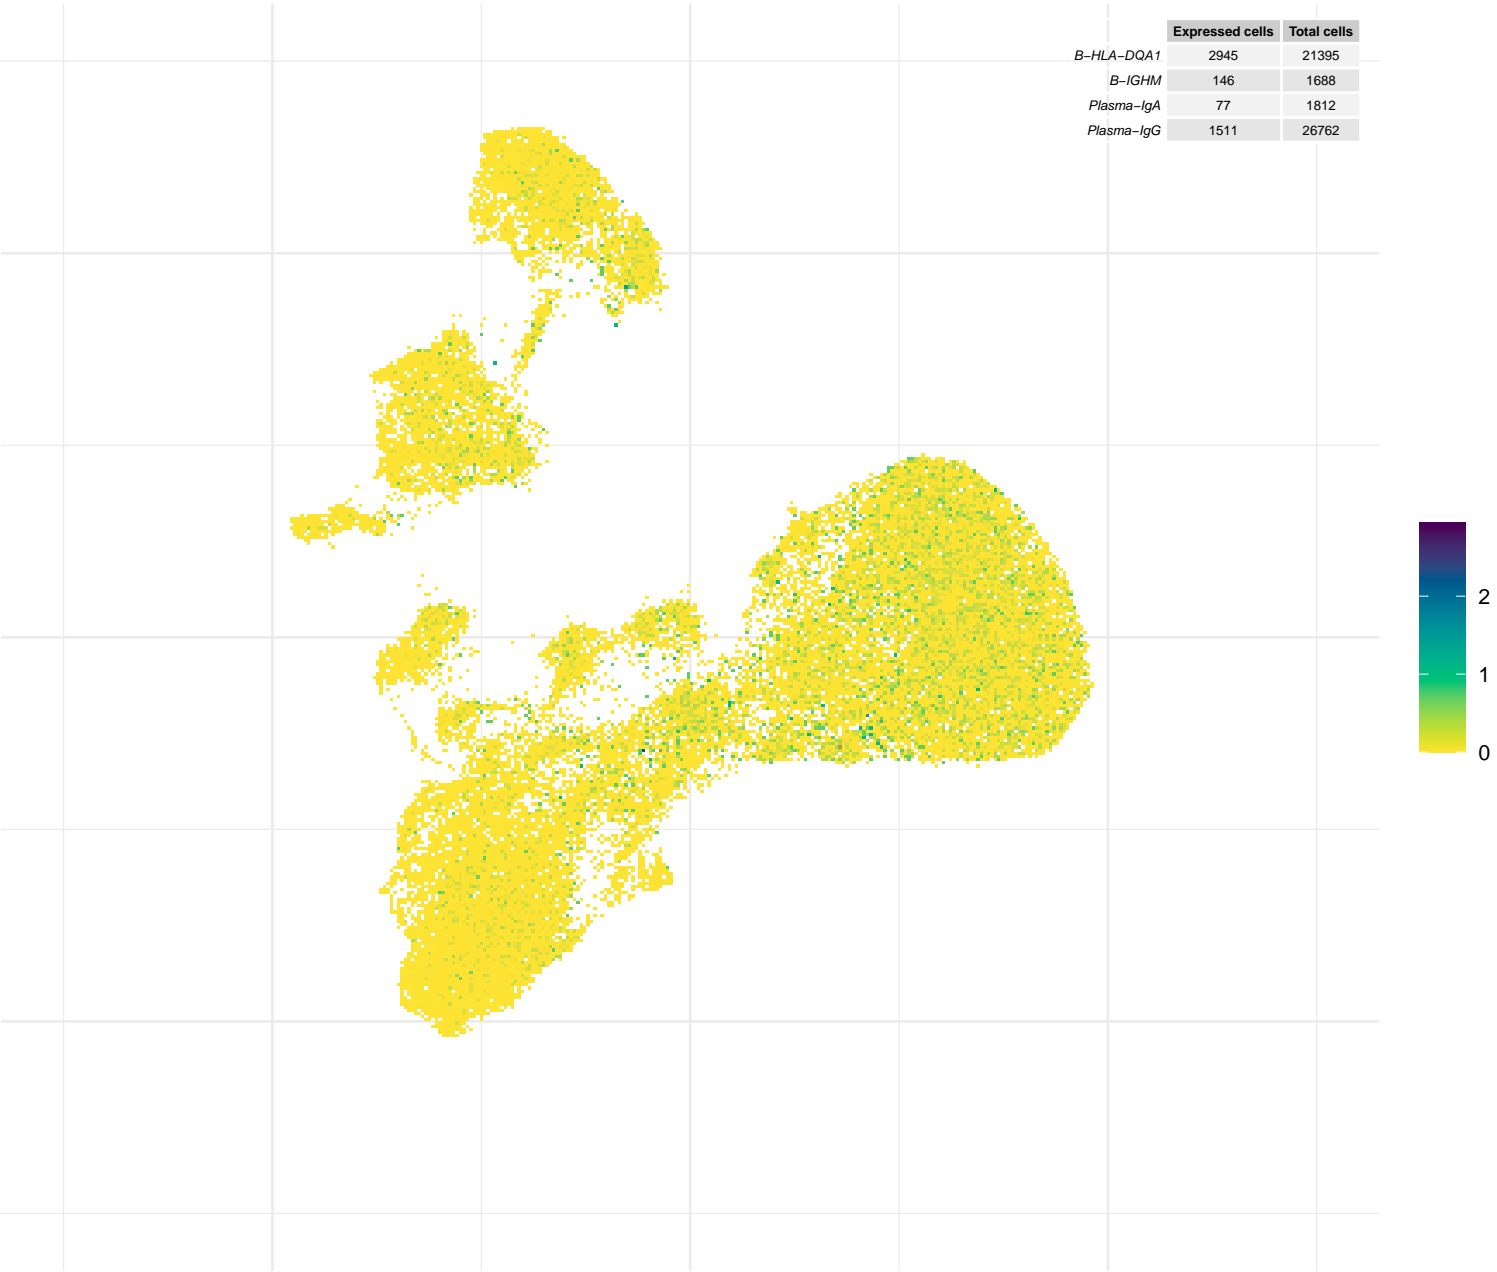 Expressed cells Total cells
B−HLA−DQA1 2945 21395
B−IGHM 146 1688
Plasma−IgA 77 1812
Plasma−IgG 1511 26762
2
1
0